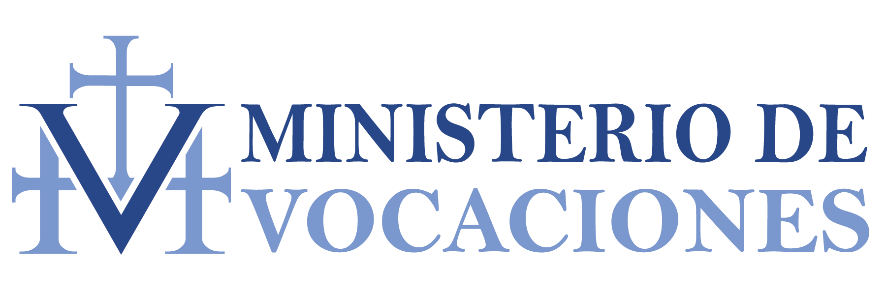 MINISTERIO DE
VOCACIONES